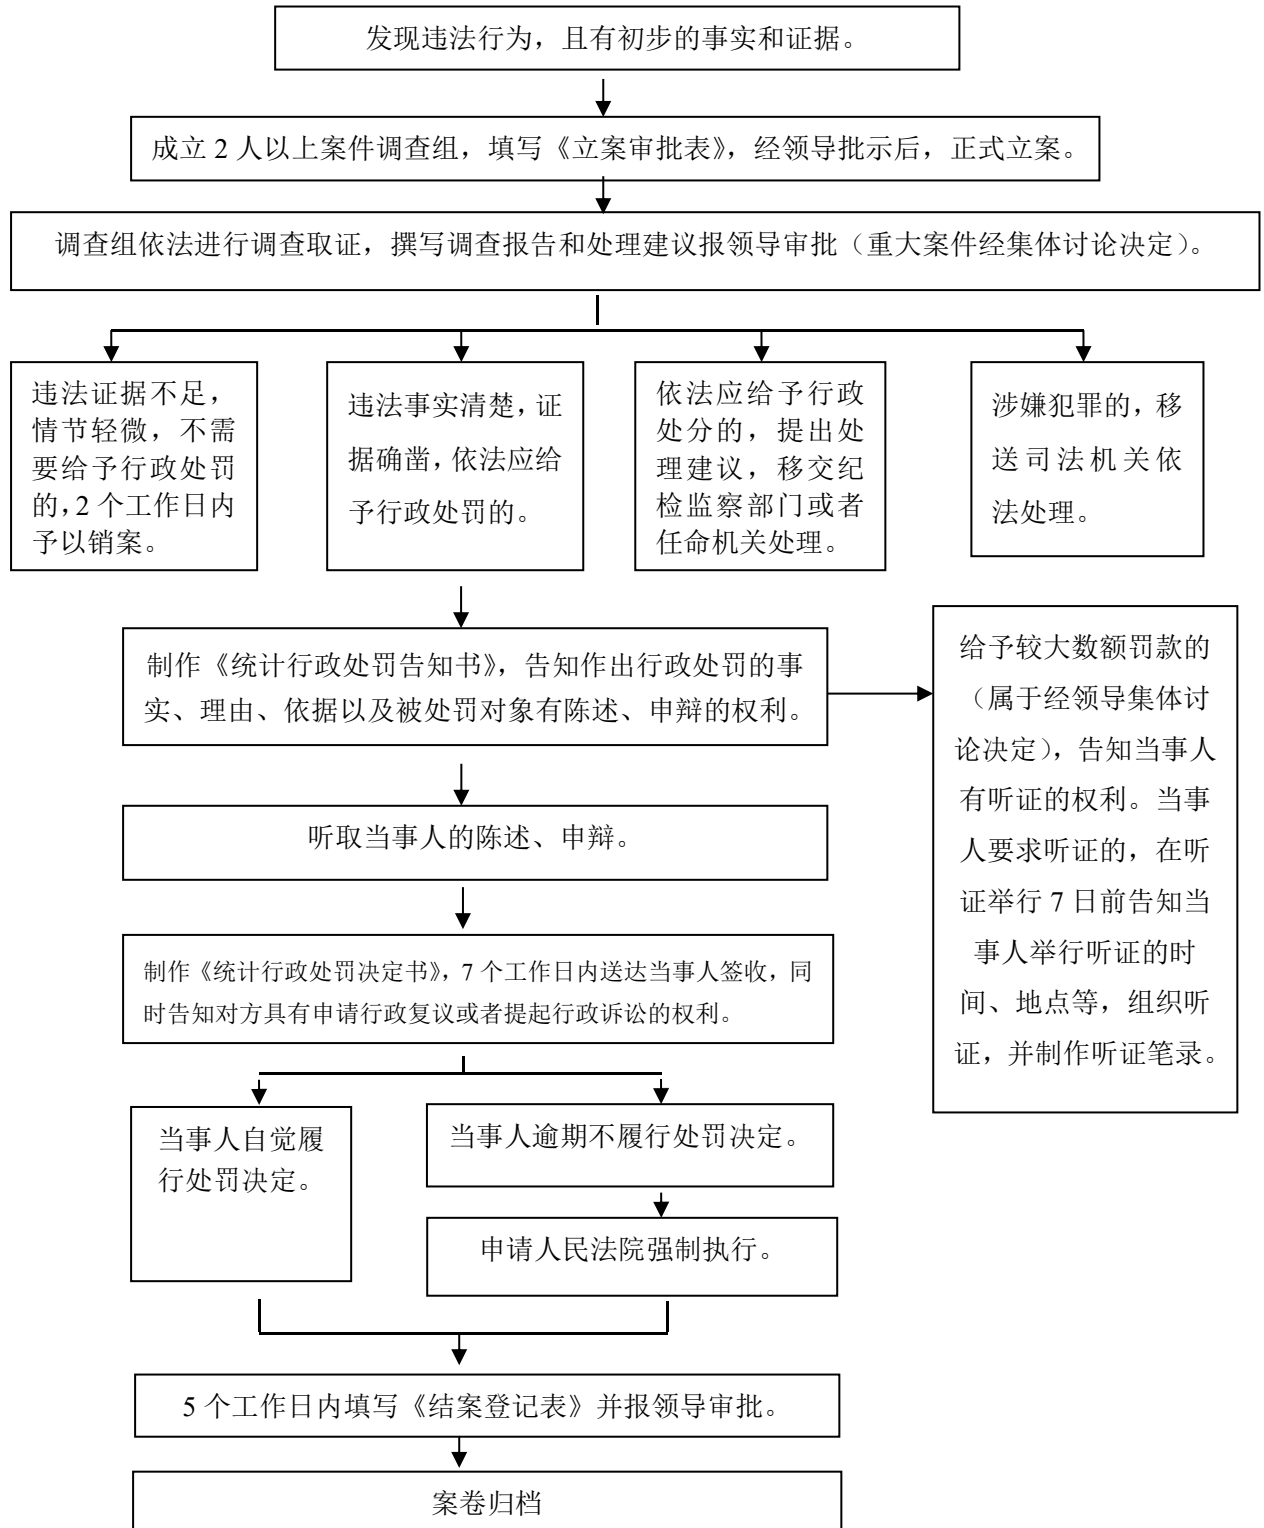 发现违法行为，且有初步的事实和证据。
成立 2 人以上案件调查组，填写《立案审批表》，经领导批示后，正式立案。
调查组依法进行调查取证，撰写调查报告和处理建议报领导审批（重大案件经集体讨论决定）。
违法证据不足，
情节轻微，不需
要给予行政处罚
的，2 个工作日内
予以销案。
违法事实清楚，证
据确凿，依法应给
予行政处罚的。
依法应给予行政
处分的，提出处
理建议，移交纪
检监察部门或者
任命机关处理。
涉嫌犯罪的，移
送司法机关依
法处理。
制作《统计行政处罚告知书》，告知作出行政处罚的事
实、理由、依据以及被处罚对象有陈述、申辩的权利。
给予较大数额罚款的
（属于经领导集体讨
论决定），告知当事人
有听证的权利。当事
人要求听证的，在听
证举行 7 日前告知当
事人举行听证的时
间、地点等，组织听
证，并制作听证笔录。
听取当事人的陈述、申辩。
制作《统计行政处罚决定书》，7 个工作日内送达当事人签收，同
时告知对方具有申请行政复议或者提起行政诉讼的权利。
当事人自觉履
行处罚决定。
当事人逾期不履行处罚决定。
申请人民法院强制执行。
5 个工作日内填写《结案登记表》并报领导审批。
案卷归档